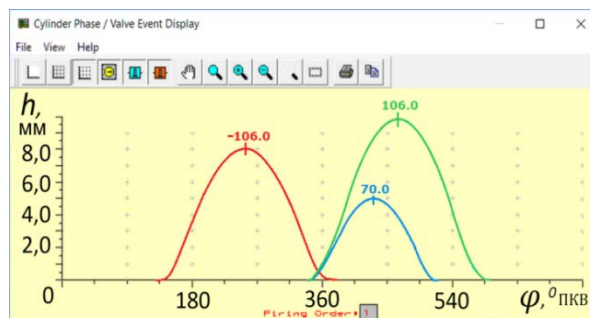 Cylinder Phase / Valve Event Display
File View Help
h,
мм
106.0
-106.0
8,0
70.0
6,0
4,0
2,0
0 180 360 540 φ,⁰ПКВ
Firing Order: 1